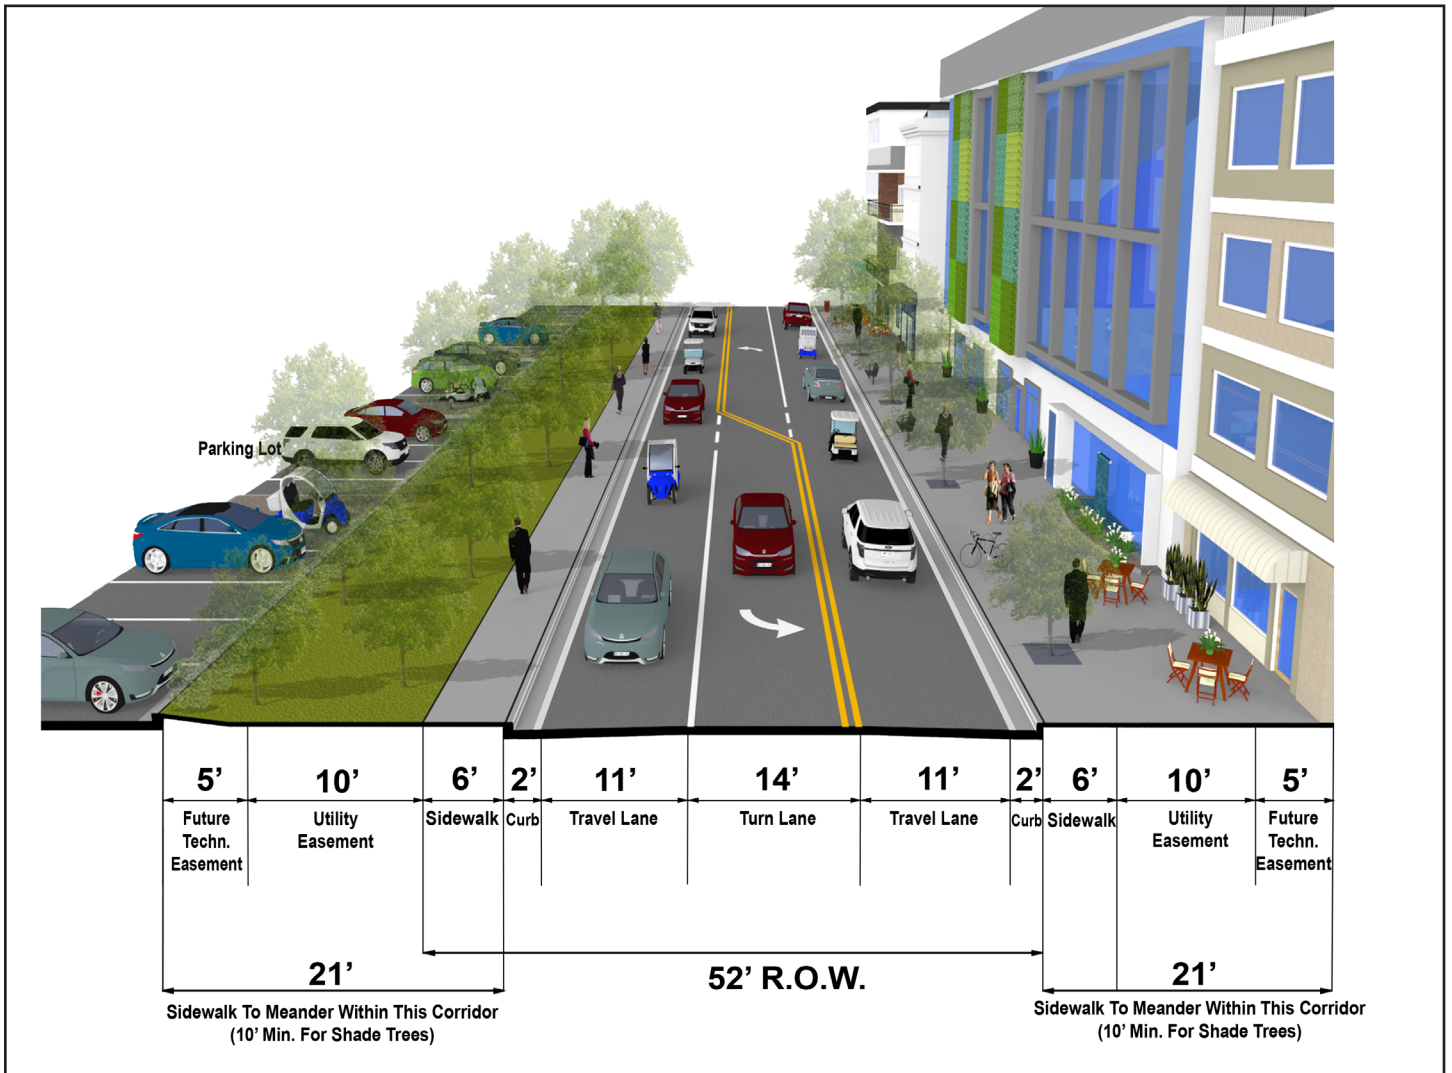 Parking Lot
5’ 10’ 6’ 2’ 11’ 14’ 11’ 2’ 6’ 10’ 5’
Future
Techn.
Easement
Utility
Easement
Sidewalk
Curb
Travel Lane
Turn Lane
Travel Lane
Curb
Sidewalk
Utility
Easement
Future
Techn.
Easement
21’
Sidewalk To Meander Within This Corridor
(10’ Min. For Shade Trees)
52’ R.O.W.
21’
Sidewalk To Meander Within This Corridor
(10’ Min. For Shade Trees)